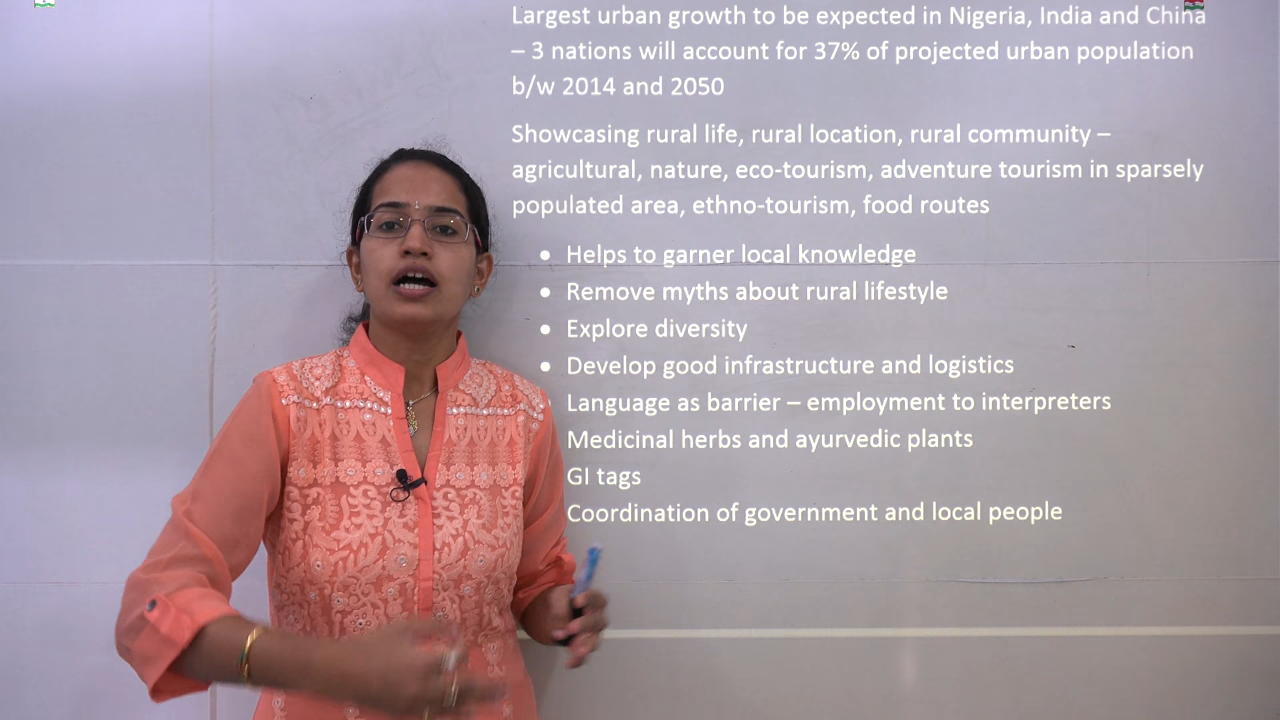 Largest urban growth to be expected in Nigeria, India and China
– 3 nations will account for 37% of projected urban population
b/w 2014 and 2050
Showcasing rural life, rural location, rural community –
agricultural, nature, eco-tourism, adventure tourism in sparsely
populated area, ethno-tourism, food routes
• Helps to garner local knowledge
• Remove myths about rural lifestyle
• Explore diversity
• Develop good infrastructure and logistics
Language as barrier – employment to interpreters
Medicinal herbs and ayurvedic plants
GI tags
Coordination of government and local people